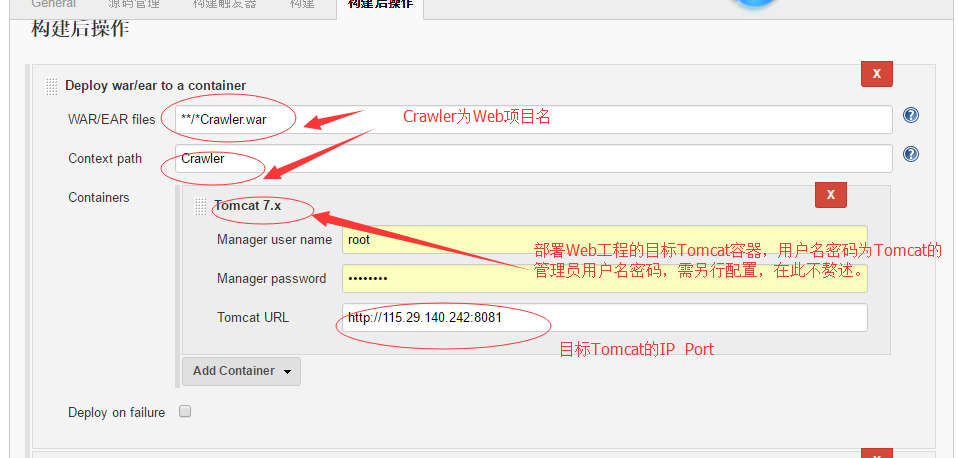 General 源码管理 构建触发器 构建 构建后操作
构建后操作
X
Deploy war/ear to a container
WAR/EAR files **/*Crawler.war
Crawler为Web项目名
Context path Crawler
Containers
X
Tomcat 7.x
Manager user name root
部署Web工程的目标Tomcat容器，用户名密码为Tomcat的
管理员用户名密码，需另行配置，在此不赘述。
Manager password ••••••••
Tomcat URL http://115.29.140.242:8081
目标Tomcat的IP Port
Add Container
Deploy on failure
X